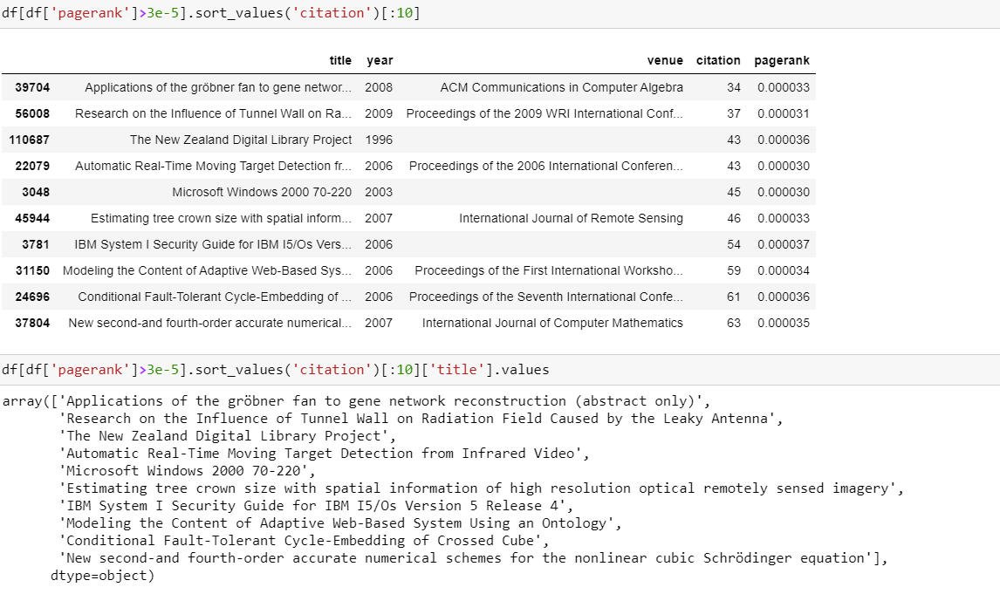 df[df['pagerank']>3e-5].sort_values('citation')[:10]
title year venue citation pagerank
39704 Applications of the gröbner fan to gene networ... 2008 ACM Communications in Computer Algebra 34 0.000033
56008 Research on the Influence of Tunnel Wall on Ra... 2009 Proceedings of the 2009 WRI International Conf... 37 0.000031
110687 The New Zealand Digital Library Project 1996 43 0.000036
22079 Automatic Real-Time Moving Target Detection fr... 2006 Proceedings of the 2006 International Conferen... 43 0.000030
3048 Microsoft Windows 2000 70-220 2003 45 0.000030
45944 Estimating tree crown size with spatial inform... 2007 International Journal of Remote Sensing 46 0.000033
3781 IBM System I Security Guide for IBM I5/Os Vers... 2006 54 0.000037
31150 Modeling the Content of Adaptive Web-Based Sys... 2006 Proceedings of the First International Worksho... 59 0.000034
24696 Conditional Fault-Tolerant Cycle-Embedding of ... 2006 Proceedings of the Seventh International Confe... 61 0.000036
37804 New second-and fourth-order accurate numerical... 2007 International Journal of Computer Mathematics 63 0.000035
df[df['pagerank']>3e-5].sort_values('citation')[:10]['title'].values
array(['Applications of the gröbner fan to gene network reconstruction (abstract only)',
'Research on the Influence of Tunnel Wall on Radiation Field Caused by the Leaky Antenna',
'The New Zealand Digital Library Project',
'Automatic Real-Time Moving Target Detection from Infrared Video',
'Microsoft Windows 2000 70-220',
'Estimating tree crown size with spatial information of high resolution optical remotely sensed imagery',
'IBM System I Security Guide for IBM I5/Os Version 5 Release 4',
'Modeling the Content of Adaptive Web-Based System Using an Ontology',
'Conditional Fault-Tolerant Cycle-Embedding of Crossed Cube',
'New second-and fourth-order accurate numerical schemes for the nonlinear cubic Schrödinger equation'],
dtype=object)